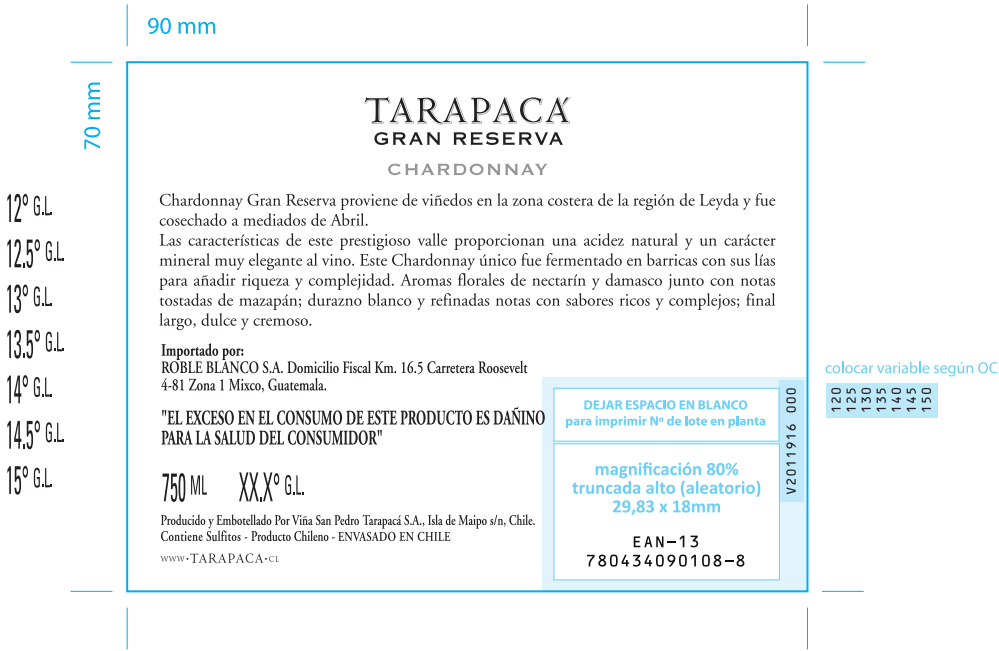 90 mm
70 mm
TARAPACÁ
GRAN RESERVA
CHARDONNAY
Chardonnay Gran Reserva proviene de viñedos en la zona costera de la región de Leyda y fue
cosechado a mediados de Abril.
Las características de este prestigioso valle proporcionan una acidez natural y un carácter
mineral muy elegante al vino. Este Chardonnay único fue fermentado en barricas con sus lías
para añadir riqueza y complejidad. Aromas florales de nectarín y damasco junto con notas
tostadas de mazapán; durazno blanco y refinadas notas con sabores ricos y complejos; final
largo, dulce y cremoso.
Importado por:
ROBLE BLANCO S.A. Domicilio Fiscal Km. 16.5 Carretera Roosevelt
4-81 Zona 1 Mixco, Guatemala.
"EL EXCESO EN EL CONSUMO DE ESTE PRODUCTO ES DAÑINO
PARA LA SALUD DEL CONSUMIDOR"
750 ML XX.X° G.L.
Producido y Embotellado Por Viña San Pedro Tarapacá S.A., Isla de Maipo s/n, Chile.
Contiene Sulfitos - Producto Chileno - ENVASADO EN CHILE
WWW•TARAPACA•CL
DEJAR ESPACIO EN BLANCO
para imprimir Nº de lote en planta
magnificación 80%
truncada alto (aleatorio)
29,83 x 18mm
EAN-13
780434090108-8
V2011916 000
12° G.L.
12.5° G.L.
13° G.L.
13.5° G.L.
14° G.L.
14.5° G.L.
15° G.L.
colocar variable según OC
120
125
130
135
140
145
150